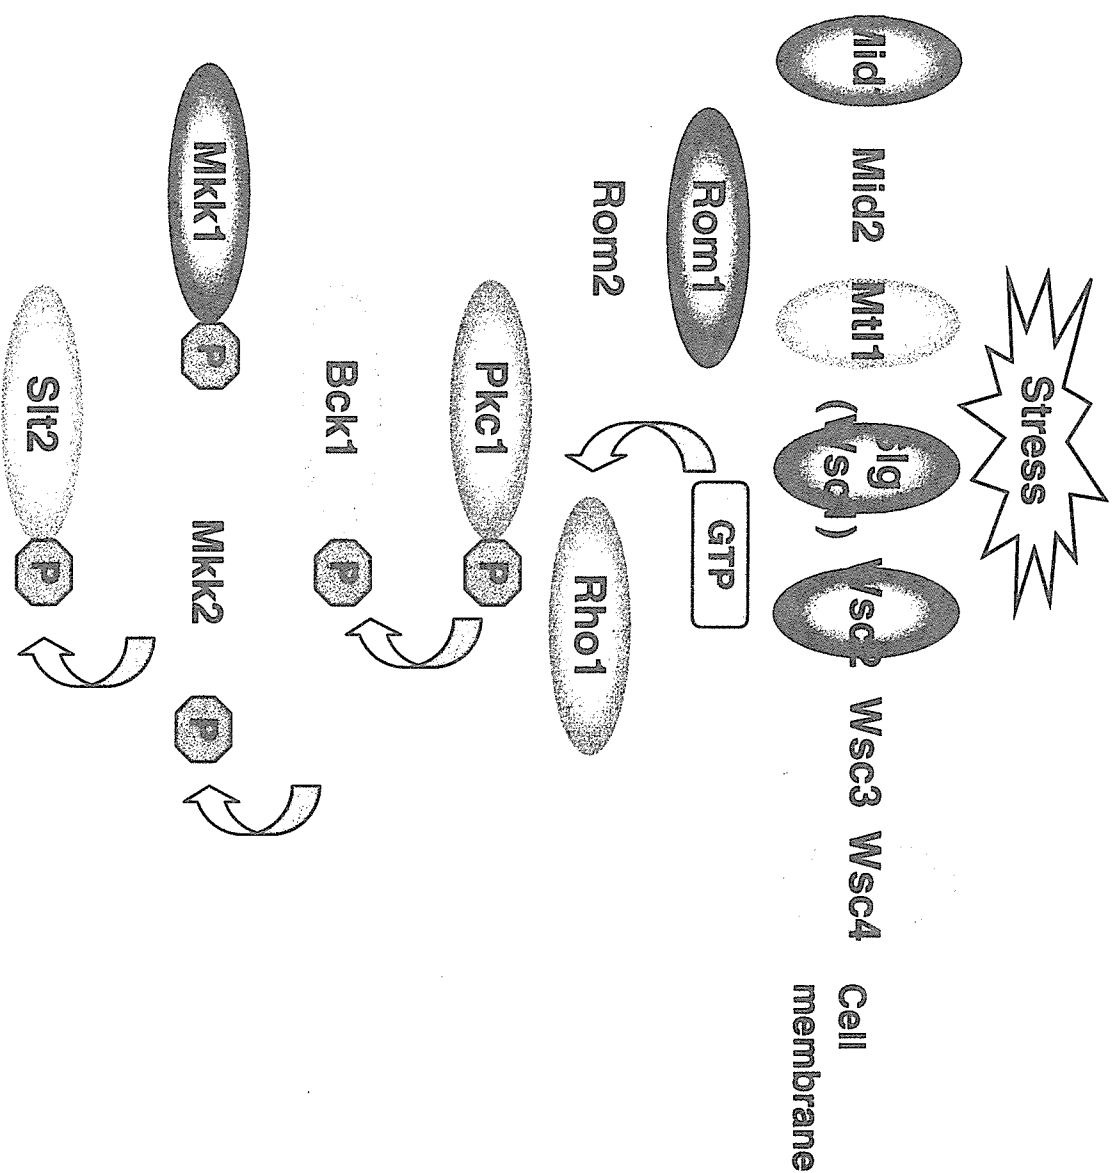 Stress
Mid2 Mtl1 Wsc2 Wsc3 Wsc4 Cell
membrane
Rom1 GTP
Rom2 Rho1
Pkc1 P
Bck1 P
Mkk1 P Mkk2 P
Slt2 P